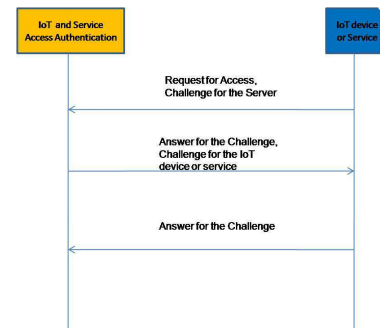 IoT and Service
Access Authentication
IoT device
or Service
Request for Access,
Challenge for the Server
Answer for the Challenge,
Challenge for the IoT
device or service
Answer for the Challenge